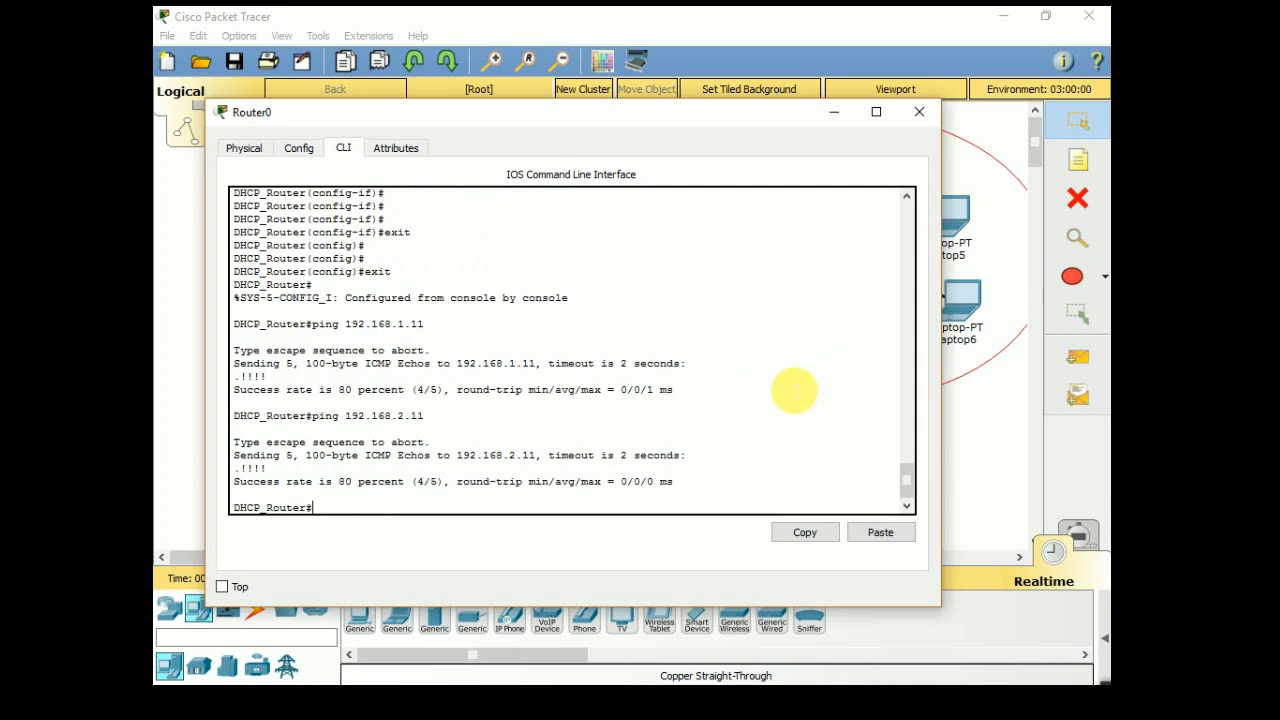 Cisco Packet Tracer
File Edit Options View Tools Extensions Help
Logical Back [Root] New Cluster Move Object Set Tiled Background Viewport Environment: 03:00:00
Router0
Physical Config CLI Attributes
IOS Command Line Interface
DHCP_Router(config-if)#
DHCP_Router(config-if)#
DHCP_Router(config-if)#
DHCP_Router(config-if)#exit
DHCP_Router(config)#
DHCP_Router(config)#
DHCP_Router(config)#exit
DHCP_Router#
%SYS-5-CONFIG_I: Configured from console by console
DHCP_Router#ping 192.168.1.11
Type escape sequence to abort.
Sending 5, 100-byte ICMP Echos to 192.168.1.11, timeout is 2 seconds:
.!!!!
Success rate is 80 percent (4/5), round-trip min/avg/max = 0/0/1 ms
DHCP_Router#ping 192.168.2.11
Type escape sequence to abort.
Sending 5, 100-byte ICMP Echos to 192.168.2.11, timeout is 2 seconds:
.!!!!
Success rate is 80 percent (4/5), round-trip min/avg/max = 0/0/0 ms
DHCP_Router#
Copy Paste
Top
op-PT
top5
ptop-PT
aptop6
Time: 00
Realtime
Generic Generic Generic Generic IP Phone VoIP Device Phone TV Wireless Tablet Smart Device Generic Wireless Generic Wired Sniffer
Copper Straight-Through